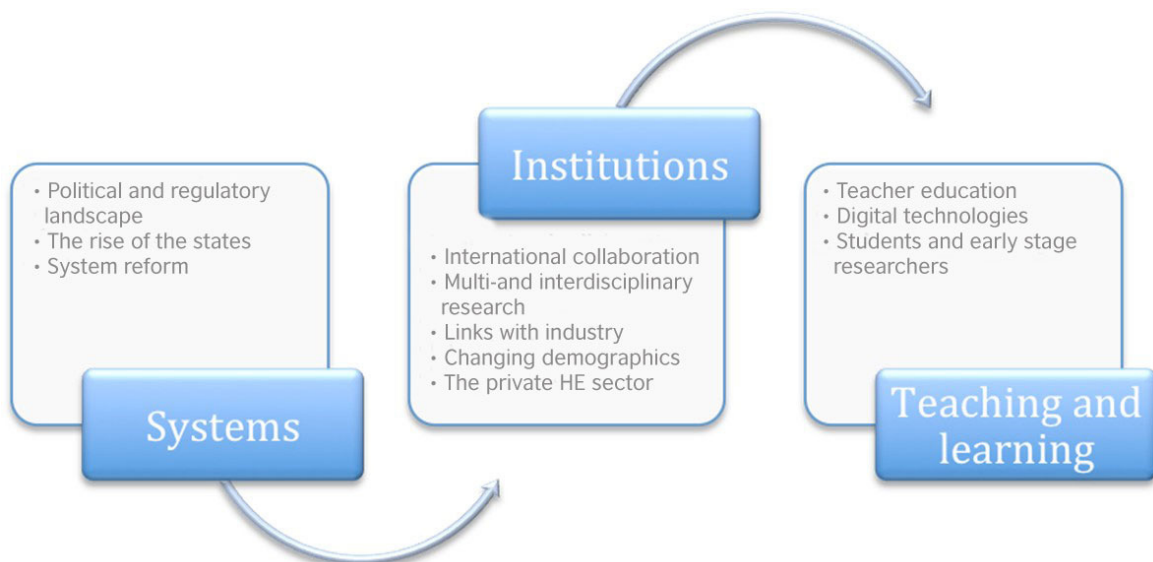 • Political and regulatory
landscape
• The rise of the states
• System reform
Systems
Institutions
• International collaboration
• Multi-and interdisciplinary
research
• Links with industry
• Changing demographics
• The private HE sector
• Teacher education
• Digital technologies
• Students and early stage
researchers
Teaching and
learning